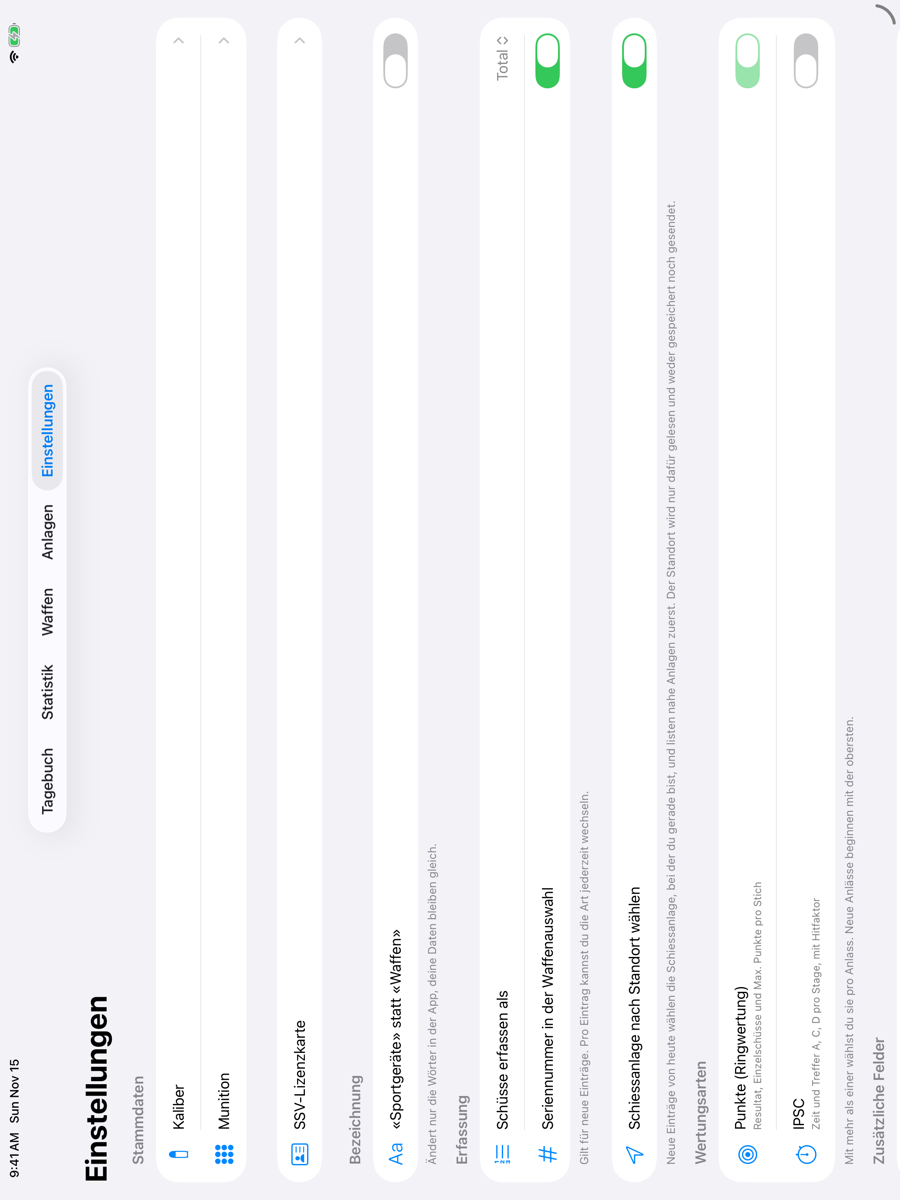 9:41 AM Sun Nov 15
Tagebuch
Statistik
Waffen
Anlagen
Einstellungen
Einstellungen
Stammdaten
Kaliber
Munition
SSV-Lizenzkarte
Bezeichnung
Aa «Sportgeräte» statt «Waffen»
Ändert nur die Wörter in der App, deine Daten bleiben gleich.
Erfassung
Schüsse erfassen als Total
Seriennummer in der Waffenauswahl
Gilt für neue Einträge. Pro Eintrag kannst du die Art jederzeit wechseln.
Schiessanlage nach Standort wählen
Neue Einträge von heute wählen die Schiessanlage, bei der du gerade bist, und listen nahe Anlagen zuerst. Der Standort wird nur dafür gelesen und weder gespeichert noch gesendet.
Wertungsarten
Punkte (Ringwertung)
Resultat, Einzelschüsse und Max. Punkte pro Stich
IPSC
Zeit und Treffer A, C, D pro Stage, mit Hitfaktor
Mit mehr als einer wählst du sie pro Anlass. Neue Anlässe beginnen mit der obersten.
Zusätzliche Felder